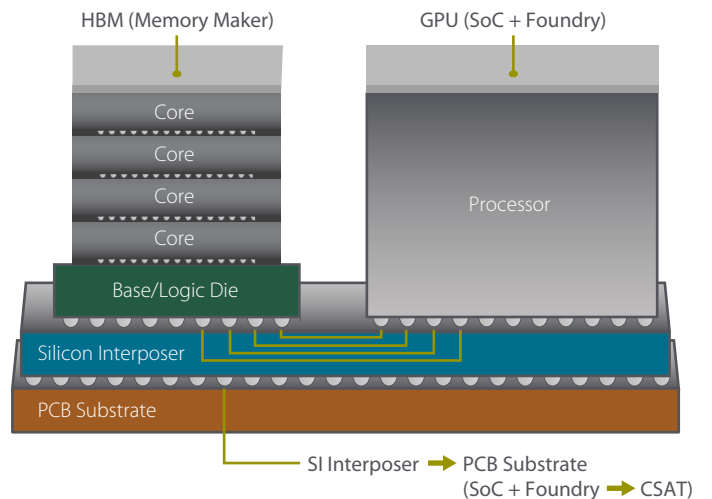 HBM (Memory Maker)
GPU (SoC + Foundry)
Core
Core
Core
Core
Processor
Base/Logic Die
Silicon Interposer
PCB Substrate
SI Interposer
PCB Substrate
(SoC + Foundry
CSAT)